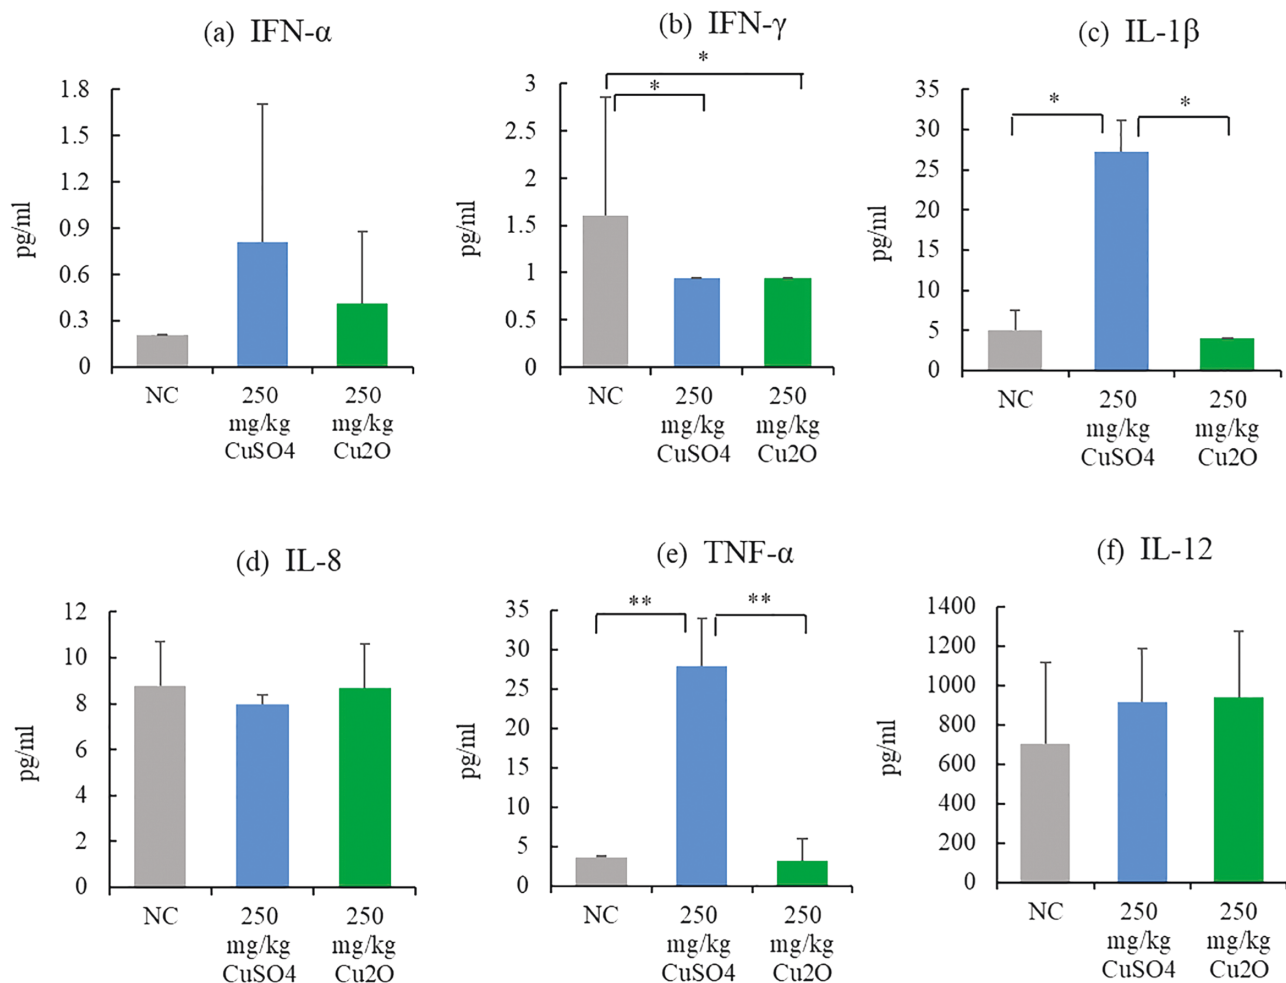 (a) IFN-α
pg/ml
1.8
1.5
1.2
0.9
0.6
0.3
0
NC
250
mg/kg
CuSO4
250
mg/kg
Cu2O
(b) IFN-γ
pg/ml
3
2.5
2
1.5
1
0.5
0
*
*
NC
250
mg/kg
CuSO4
250
mg/kg
Cu2O
(c) IL-1β
pg/ml
35
30
25
20
15
10
5
0
*
*
NC
250
mg/kg
CuSO4
250
mg/kg
Cu2O
(d) IL-8
pg/ml
12
10
8
6
4
2
0
NC
250
mg/kg
CuSO4
250
mg/kg
Cu2O
(e) TNF-α
pg/ml
35
30
25
20
15
10
5
0
**
**
NC
250
mg/kg
CuSO4
250
mg/kg
Cu2O
(f) IL-12
pg/ml
1400
1200
1000
800
600
400
200
0
NC
250
mg/kg
CuSO4
250
mg/kg
Cu2O